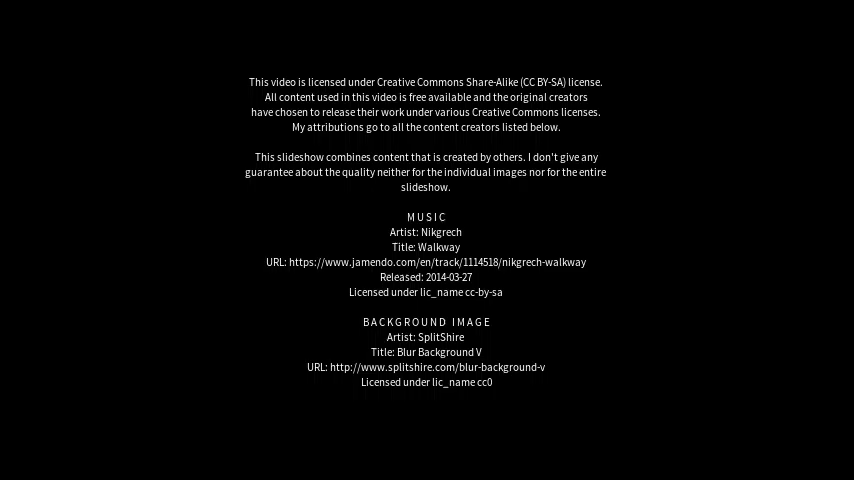 This video is licensed under Creative Commons Share-Alike (CC BY-SA) license.
All content used in this video is free available and the original creators
have chosen to release their work under various Creative Commons licenses.
My attributions go to all the content creators listed below.
This slideshow combines content that is created by others. I don't give any
guarantee about the quality neither for the individual images nor for the entire
slideshow.
MUSIC
Artist: Nikgrech
Title: Walkway
URL: https://www.jamendo.com/en/track/1114518/nikgrech-walkway
Released: 2014-03-27
Licensed under lic_name cc-by-sa
BACKGROUND IMAGE
Artist: SplitShire
Title: Blur Background V
URL: http://www.splitshire.com/blur-background-v
Licensed under lic_name cc0